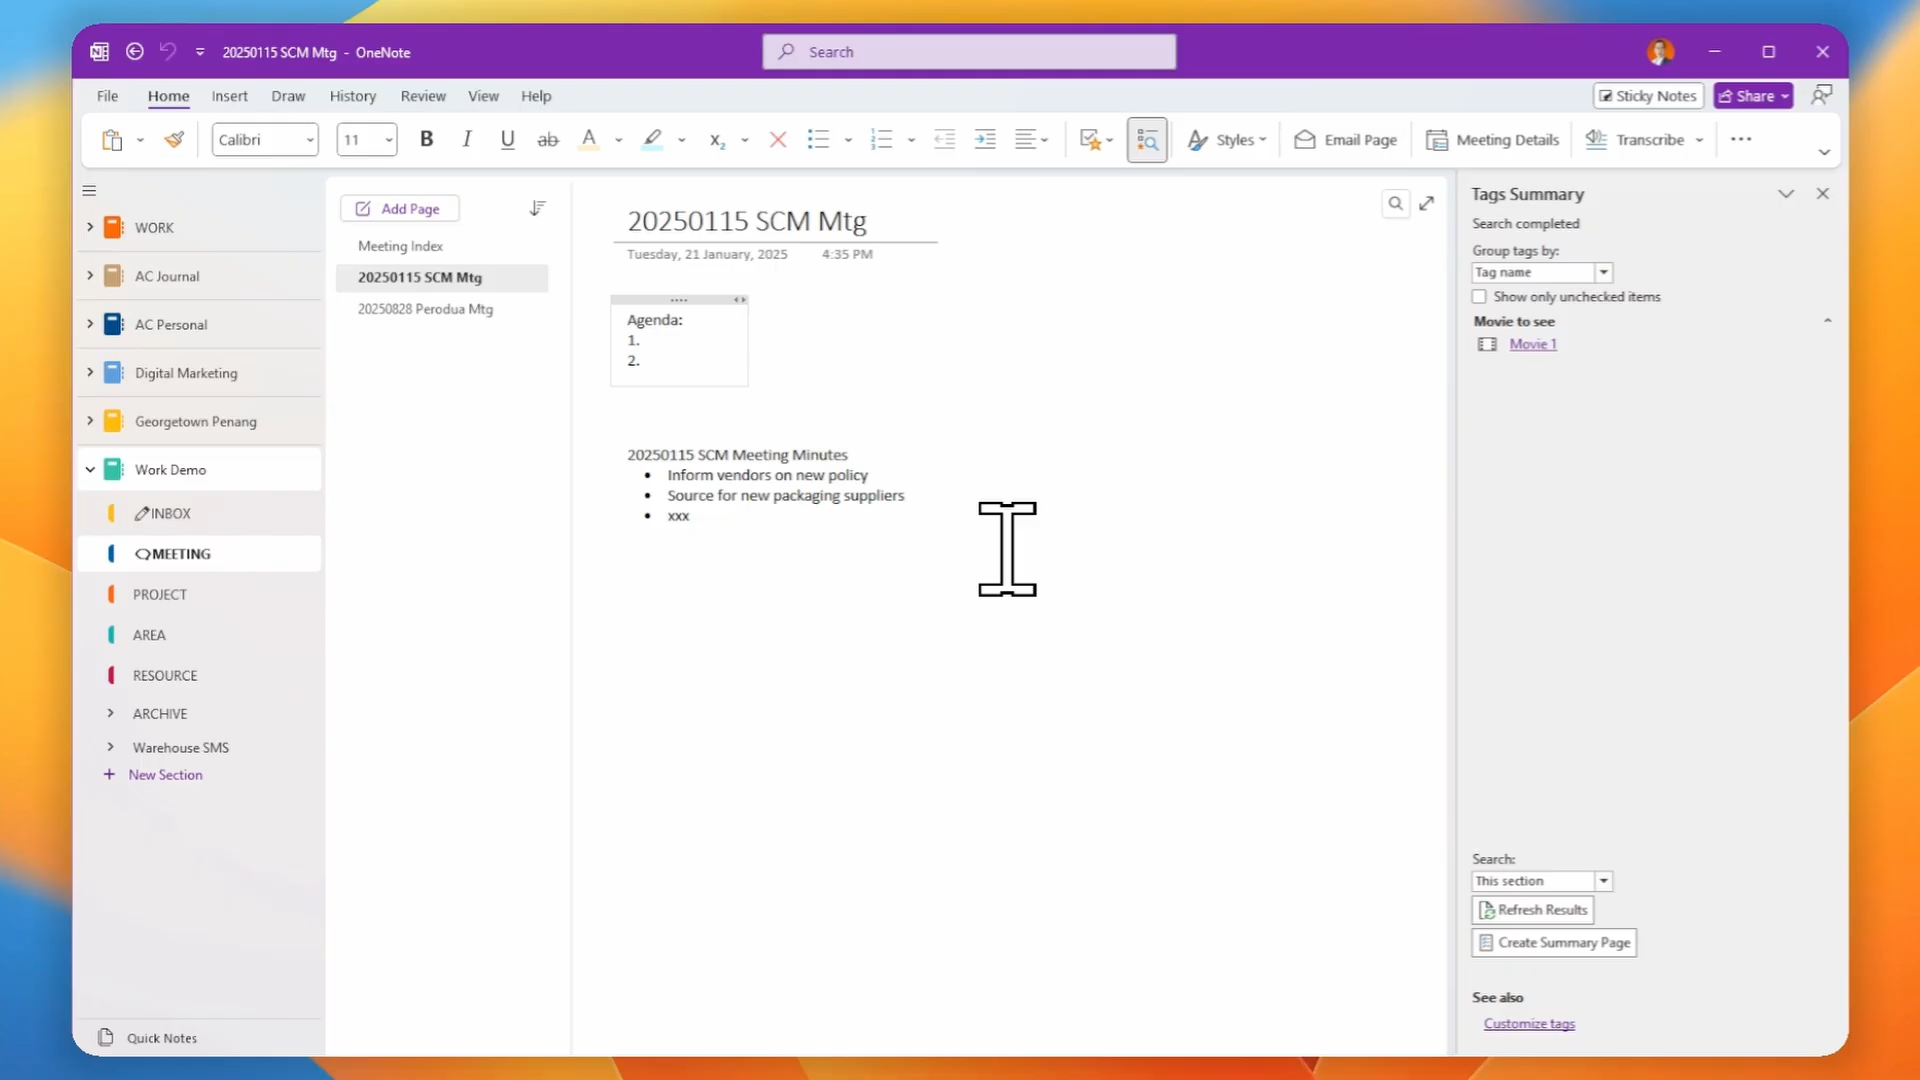 20250115 SCM Mtg - OneNote
Search
File Home Insert Draw History Review View Help
Sticky Notes
Share
Calibri
11
B I U ab A x₂
Styles
Email Page
Meeting Details
Transcribe
WORK
AC Journal
AC Personal
Digital Marketing
Georgetown Penang
Work Demo
INBOX
MEETING
PROJECT
AREA
RESOURCE
ARCHIVE
Warehouse SMS
New Section
Quick Notes
Add Page
Meeting Index
20250115 SCM Mtg
20250828 Perodua Mtg
20250115 SCM Mtg
Tuesday, 21 January, 2025 4:35 PM
Agenda:
1.
2.
20250115 SCM Meeting Minutes
• Inform vendors on new policy
• Source for new packaging suppliers
• xxx
Tags Summary
Search completed
Group tags by:
Tag name
Show only unchecked items
Movie to see
Movie 1
Search:
This section
Refresh Results
Create Summary Page
See also
Customize tags